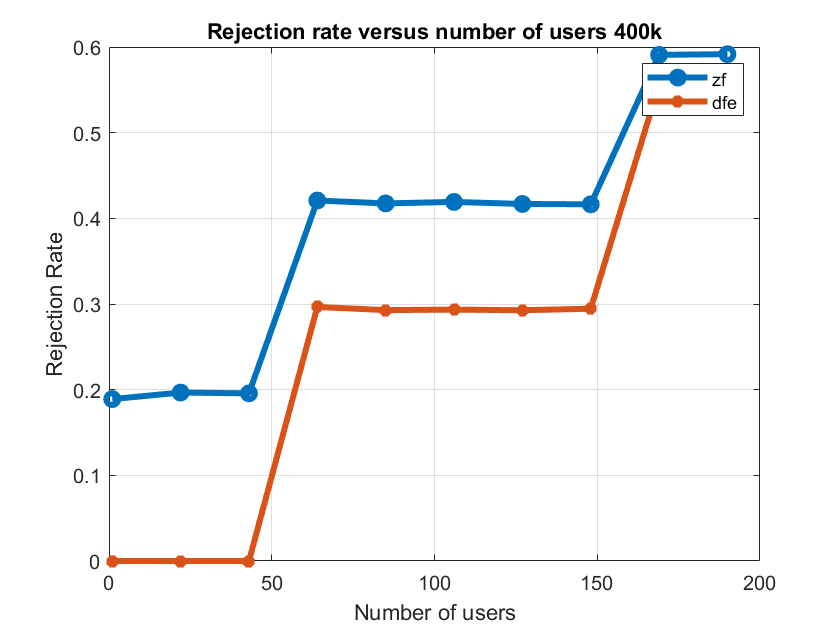 Rejection rate versus number of users 400k
0.6
0.5
0.4
0.3
0.2
0.1
0
Rejection Rate
zf
dfe
0 50 100 150 200
Number of users